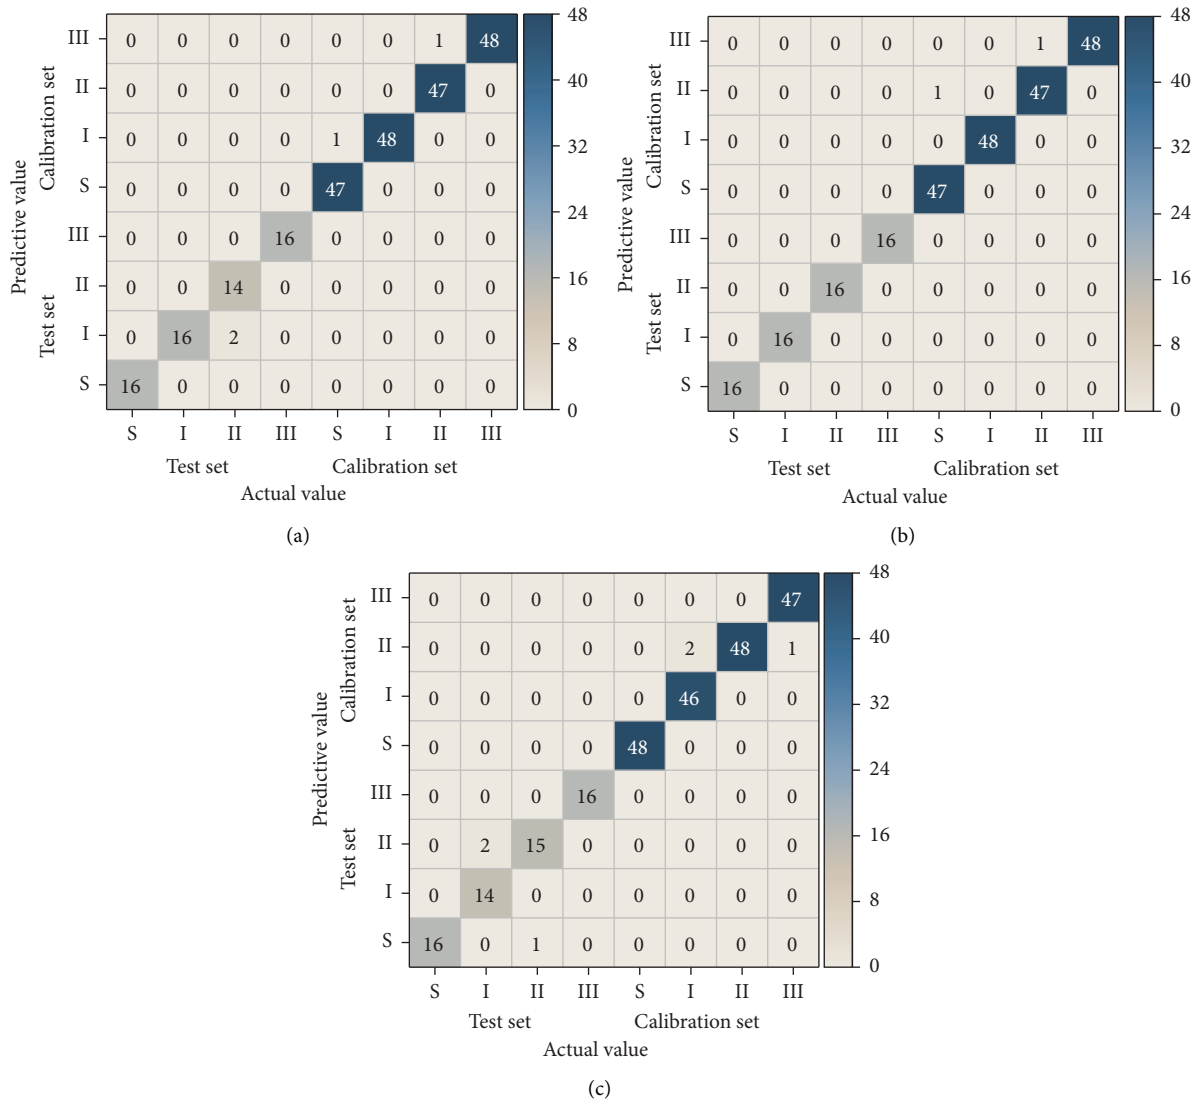 Predictive value
Calibration set
Test set
III 0 0 0 0 0 0 1 48
II 0 0 0 0 0 0 47 0
I 0 0 0 0 1 48 0 0
S 0 0 0 0 47 0 0 0
III 0 0 0 16 0 0 0 0
II 0 0 14 0 0 0 0 0
I 0 16 2 0 0 0 0 0
S 16 0 0 0 0 0 0 0
S I II III S I II III
Test set Calibration set
Actual value
48
40
32
24
16
8
0
(a)
Predictive value
Calibration set
Test set
III 0 0 0 0 0 0 1 48
II 0 0 0 0 1 0 47 0
I 0 0 0 0 0 48 0 0
S 0 0 0 0 47 0 0 0
III 0 0 0 16 0 0 0 0
II 0 0 16 0 0 0 0 0
I 0 16 0 0 0 0 0 0
S 16 0 0 0 0 0 0 0
S I II III S I II III
Test set Calibration set
Actual value
48
40
32
24
16
8
0
(b)
Predictive value
Calibration set
Test set
III 0 0 0 0 0 0 0 47
II 0 0 0 0 0 2 48 1
I 0 0 0 0 0 46 0 0
S 0 0 0 0 48 0 0 0
III 0 0 0 16 0 0 0 0
II 0 2 15 0 0 0 0 0
I 0 14 0 0 0 0 0 0
S 16 0 1 0 0 0 0 0
S I II III S I II III
Test set Calibration set
Actual value
48
40
32
24
16
8
0
(c)